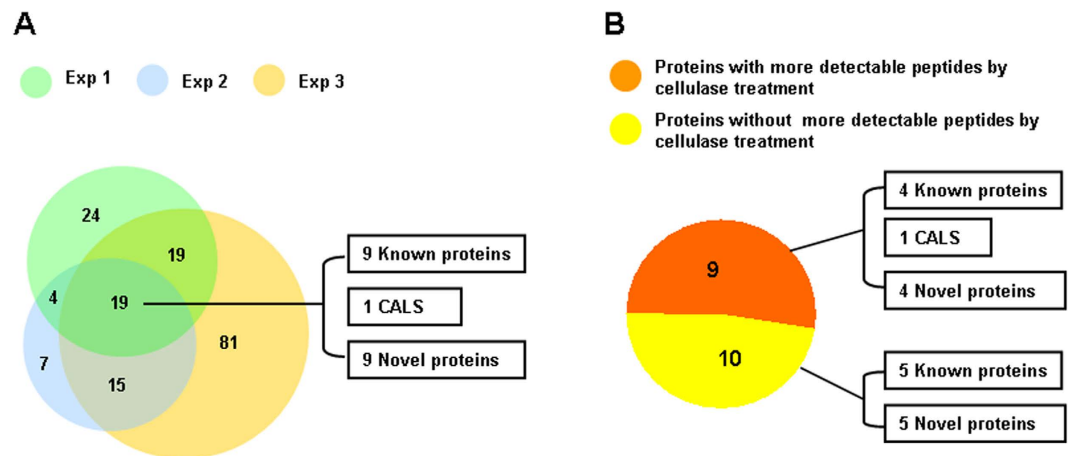 A
Exp 1
Exp 2
Exp 3
24
19
4
19
7
15
81
9 Known proteins
1 CALS
9 Novel proteins
B
Proteins with more detectable peptides by
cellulase treatment
Proteins without more detectable peptides by
cellulase treatment
9
10
4 Known proteins
1 CALS
4 Novel proteins
5 Known proteins
5 Novel proteins